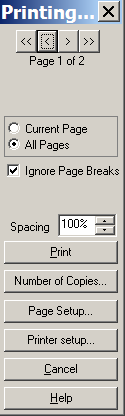 Printing...
<< < > >>
Page 1 of 2
Current Page
All Pages
Ignore Page Breaks
Spacing 100%
Print
Number of Copies...
Page Setup...
Printer setup...
Cancel
Help